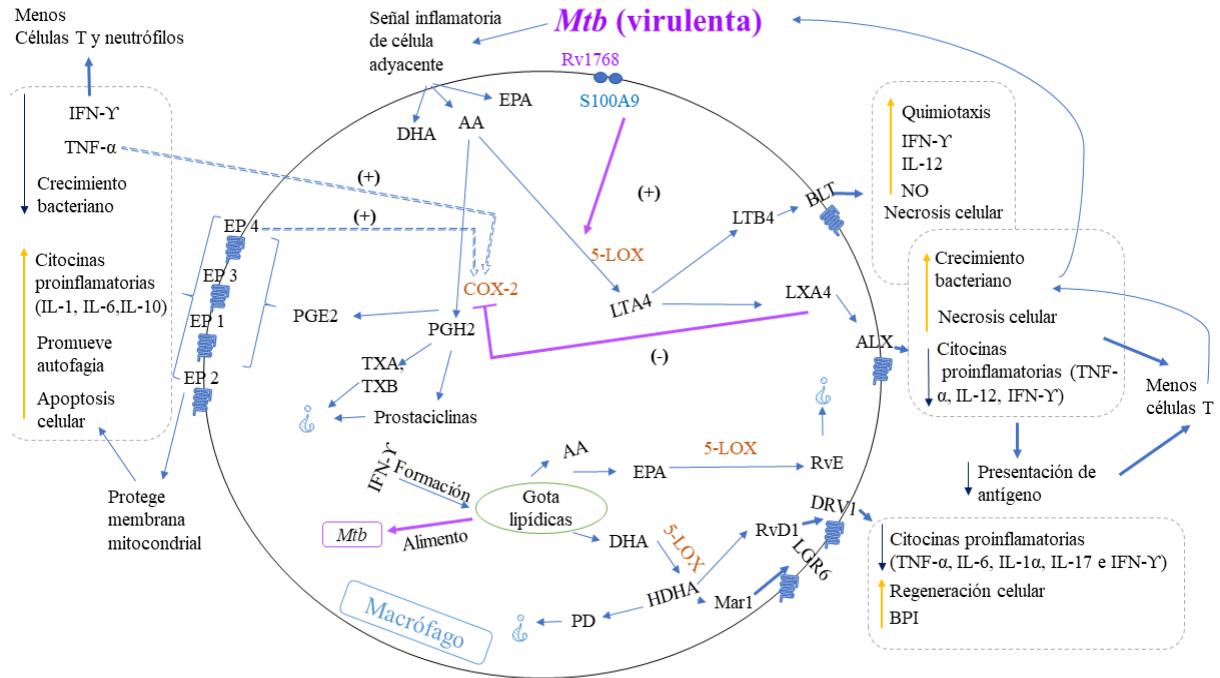 Menos
Células T y neutrófilos
IFN-ϒ
TNF-α
Crecimiento
bacteriano
Citocinas
proinflamatorias
(IL-1, IL-6,IL-10)
Promueve
autofagia
Apoptosis
celular
Protege
membrana
mitocondrial
Señal inflamatoria
de célula
adyacente
Mtb (virulenta)
Rv1768
S100A9
EPA
AA
DHA
(+)
(+)
(+)
EP 4
EP 3
EP 1
EP 2
COX-2
5-LOX
PGE2
PGH2
LTA4
LTB4
LXA4
BLT
ALX
(-)
TXA,
TXB
Prostaciclinas
IFN-ϒ
Formación
Gota
lipídicas
Mtb
Alimento
AA
EPA
5-LOX
RvE
DHA
5-LOX
HDHA
RvD1
DRV1
LGR6
Mar1
PD
Macrófago
Quimiotaxis
IFN-ϒ
IL-12
NO
Necrosis celular
Crecimiento
bacteriano
Necrosis celular
Citocinas
proinflamatorias (TNF-
α, IL-12, IFN-ϒ)
Menos
células T
Presentación de
antígeno
Citocinas proinflamatorias
(TNF-α, IL-6, IL-1α, IL-17 e IFN-ϒ)
Regeneración celular
BPI